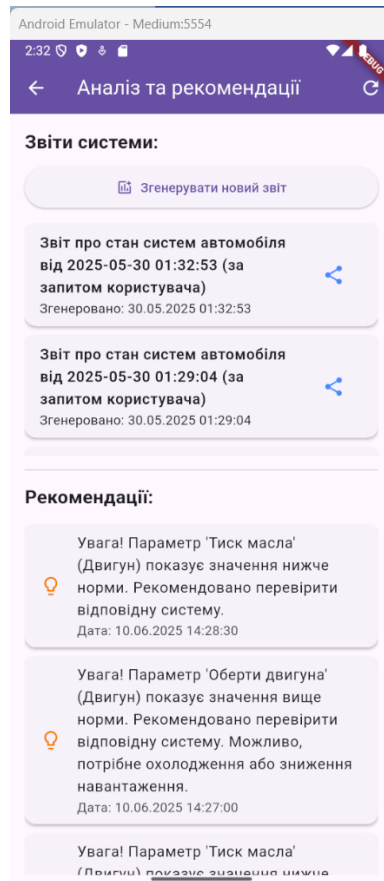 Android Emulator - Medium:5554
2:32
DEBUG
Аналіз та рекомендації
Звіти системи:
Згенерувати новий звіт
Звіт про стан систем автомобіля
від 2025-05-30 01:32:53 (за
запитом користувача)
Згенеровано: 30.05.2025 01:32:53
Звіт про стан систем автомобіля
від 2025-05-30 01:29:04 (за
запитом користувача)
Згенеровано: 30.05.2025 01:29:04
Рекомендації:
Увага! Параметр 'Тиск масла'
(Двигун) показує значення нижче
норми. Рекомендовано перевірити
відповідну систему.
Дата: 10.06.2025 14:28:30
Увага! Параметр 'Оберти двигуна'
(Двигун) показує значення вище
норми. Рекомендовано перевірити
відповідну систему. Можливо,
потрібне охолодження або зниження
навантаження.
Дата: 10.06.2025 14:27:00
Увага! Параметр 'Тиск масла'
(Двигун) показує значення нижче